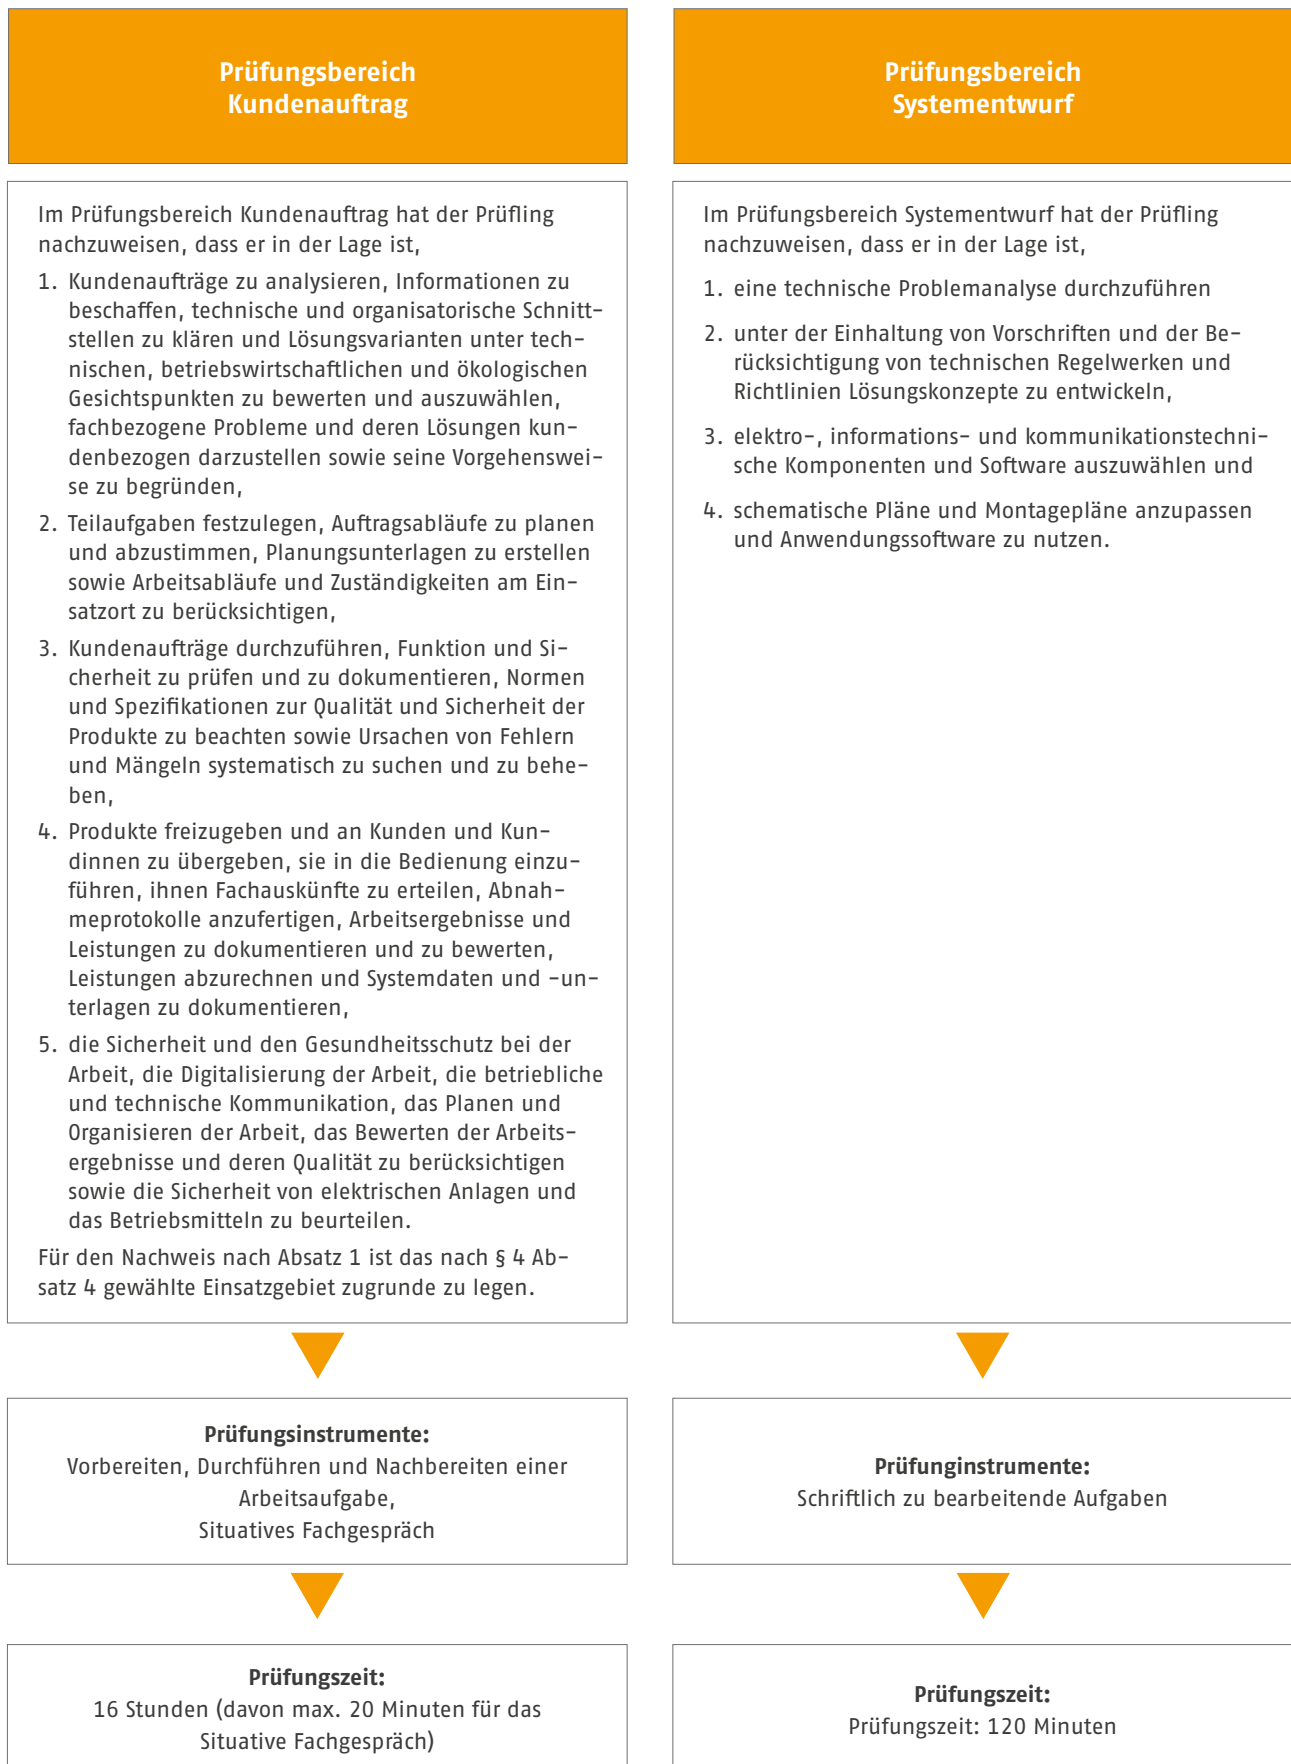 Prüfungsbereich
Kundenauftrag
Im Prüfungsbereich Kundenauftrag hat der Prüfling
nachzuweisen, dass er in der Lage ist,
1. Kundenaufträge zu analysieren, Informationen zu
beschaffen, technische und organisatorische Schnitt-
stellen zu klären und Lösungsvarianten unter tech-
nischen, betriebswirtschaftlichen und ökologischen
Gesichtspunkten zu bewerten und auszuwählen,
fachbezogene Probleme und deren Lösungen kun-
denbezogen darzustellen sowie seine Vorgehenswei-
se zu begründen,
2. Teilaufgaben festzulegen, Auftragsabläufe zu planen
und abzustimmen, Planungsunterlagen zu erstellen
sowie Arbeitsabläufe und Zuständigkeiten am Ein-
satzort zu berücksichtigen,
3. Kundenaufträge durchzuführen, Funktion und Si-
cherheit zu prüfen und zu dokumentieren, Normen
und Spezifikationen zur Qualität und Sicherheit der
Produkte zu beachten sowie Ursachen von Fehlern
und Mängeln systematisch zu suchen und zu behe-
ben,
4. Produkte freizugeben und an Kunden und Kun-
dinnen zu übergeben, sie in die Bedienung einzu-
führen, ihnen Fachauskünfte zu erteilen, Abnah-
meprotokolle anzufertigen, Arbeitsergebnisse und
Leistungen zu dokumentieren und zu bewerten,
Leistungen abzurechnen und Systemdaten und -un-
terlagen zu dokumentieren,
5. die Sicherheit und den Gesundheitsschutz bei der
Arbeit, die Digitalisierung der Arbeit, die betriebliche
und technische Kommunikation, das Planen und
Organisieren der Arbeit, das Bewerten der Arbeits-
ergebnisse und deren Qualität zu berücksichtigen
sowie die Sicherheit von elektrischen Anlagen und
das Betriebsmitteln zu beurteilen.
Für den Nachweis nach Absatz 1 ist das nach § 4 Ab-
satz 4 gewählte Einsatzgebiet zugrunde zu legen.
Prüfungsinstrumente:
Vorbereiten, Durchführen und Nachbereiten einer
Arbeitsaufgabe,
Situatives Fachgespräch
Prüfungszeit:
16 Stunden (davon max. 20 Minuten für das
Situative Fachgespräch)
Prüfungsbereich
Systementwurf
Im Prüfungsbereich Systementwurf hat der Prüfling
nachzuweisen, dass er in der Lage ist,
1. eine technische Problemanalyse durchzuführen
2. unter der Einhaltung von Vorschriften und der Be-
rücksichtigung von technischen Regelwerken und
Richtlinien Lösungskonzepte zu entwickeln,
3. elektro-, informations- und kommunikationstechni-
sche Komponenten und Software auszuwählen und
4. schematische Pläne und Montagepläne anzupassen
und Anwendungssoftware zu nutzen.
Prüfunginstrumente:
Schriftlich zu bearbeitende Aufgaben
Prüfungszeit:
Prüfungszeit: 120 Minuten